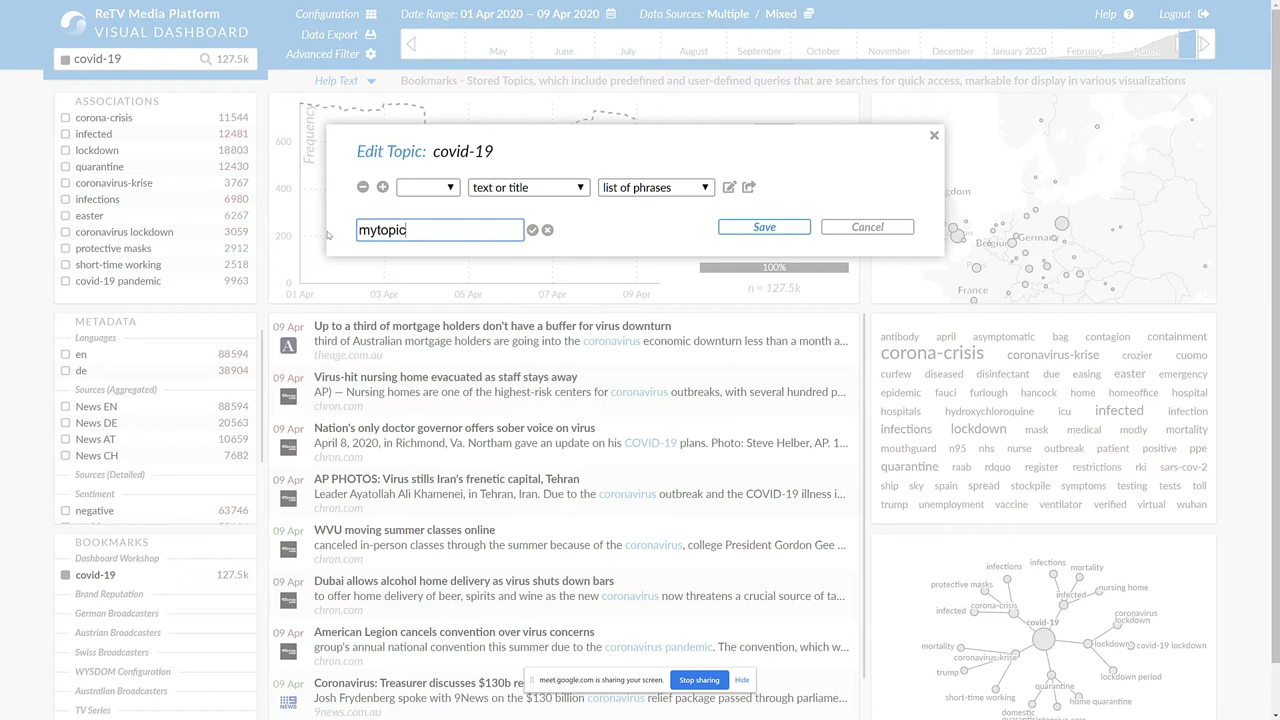 ReTV Media Platform
VISUAL DASHBOARD
Configuration
Data Export
Advanced Filter
Date Range: 01 Apr 2020 — 09 Apr 2020
Data Sources: Multiple / Mixed
Help
Logout
May June July August September October November December January 2020 February March
covid-19 127.5k
Help Text
Bookmarks - Stored Topics, which include predefined and user-defined queries that are searches for quick access, markable for display in various visualizations
ASSOCIATIONS
corona-crisis 11544
infected 12481
lockdown 18803
quarantine 12430
coronavirus-krise 3767
infections 6980
easter 6267
coronavirus lockdown 3059
protective masks 2912
short-time working 2518
covid-19 pandemic 9963
METADATA
Languages
en 88594
de 38904
Sources (Aggregated)
News EN 88594
News DE 20563
News AT 10659
News CH 7682
Sources (Detailed)
Sentiment
negative 63746
BOOKMARKS
Dashboard Workshop
covid-19 127.5k
Brand Reputation
German Broadcasters
Austrian Broadcasters
Swiss Broadcasters
WYSDOM Configuration
Australian Broadcasters
TV Series
Frequency
600
400
200
0
01 Apr 03 Apr 05 Apr 07 Apr 09 Apr
100%
n = 127.5k
Edit Topic: covid-19
text or title
list of phrases
mytopic
Save
Cancel
09 Apr Up to a third of mortgage holders don't have a buffer for virus downturn
third of Australian mortgage holders are going into the coronavirus economic downturn less than a month a...
theage.com.au
09 Apr Virus-hit nursing home evacuated as staff stays away
AP) — Nursing homes are one of the highest-risk centers for coronavirus outbreaks, with several hundred p...
chron.com
09 Apr Nation's only doctor governor offers sober voice on virus
April 8, 2020, in Richmond, Va. Northam gave an update on his COVID-19 plans. Photo: Steve Helber, AP. 1...
chron.com
09 Apr AP PHOTOS: Virus stills Iran's frenetic capital, Tehran
Leader Ayatollah Ali Khamenei, in Tehran, Iran. Due to the coronavirus outbreak and the COVID-19 illness i...
chron.com
09 Apr WVU moving summer classes online
canceled in-person classes through the summer because of the coronavirus, college President Gordon Gee ...
chron.com
09 Apr Dubai allows alcohol home delivery as virus shuts down bars
to offer home delivery of beer, spirits and wine as the new coronavirus now threatens a crucial source of ta...
chron.com
09 Apr American Legion cancels convention over virus concerns
group's annual national convention this summer due to the coronavirus pandemic. The convention, which w...
chron.com
09 Apr Coronavirus: Treasurer discusses $130b re
Josh Frydenberg spoke with 9News on the $130 billion coronavirus relief package passed through parliame...
9news.com.au
NEWS
meet.google.com is sharing your screen.
Stop sharing
Hide
gdom
Belgiu
Germany
France
antibody april asymptomatic bag contagion containment
corona-crisis coronavirus-krise crozier cuomo
curfew diseased disinfectant due easing easter emergency
epidemic fauci furlough hancock home homeoffice hospital
hospitals hydroxychloroquine icu infected infection
infections lockdown mask medical modly mortality
mouthguard n95 nhs nurse outbreak patient positive ppe
quarantine raab rdquo register restrictions rki sars-cov-2
ship sky spain spread stockpile symptoms testing tests toll
trump unemployment vaccine ventilator verified virtual wuhan
infections
infections
mortality
protective masks
nursing home
infected
corona-crisis
infected
coronavirus lockdown
covid-19
mortality
lockdown
covid-19 lockdown
coronavirus-krise
trump
lockdown period
quarantine
short-time working
home quarantine
domestic